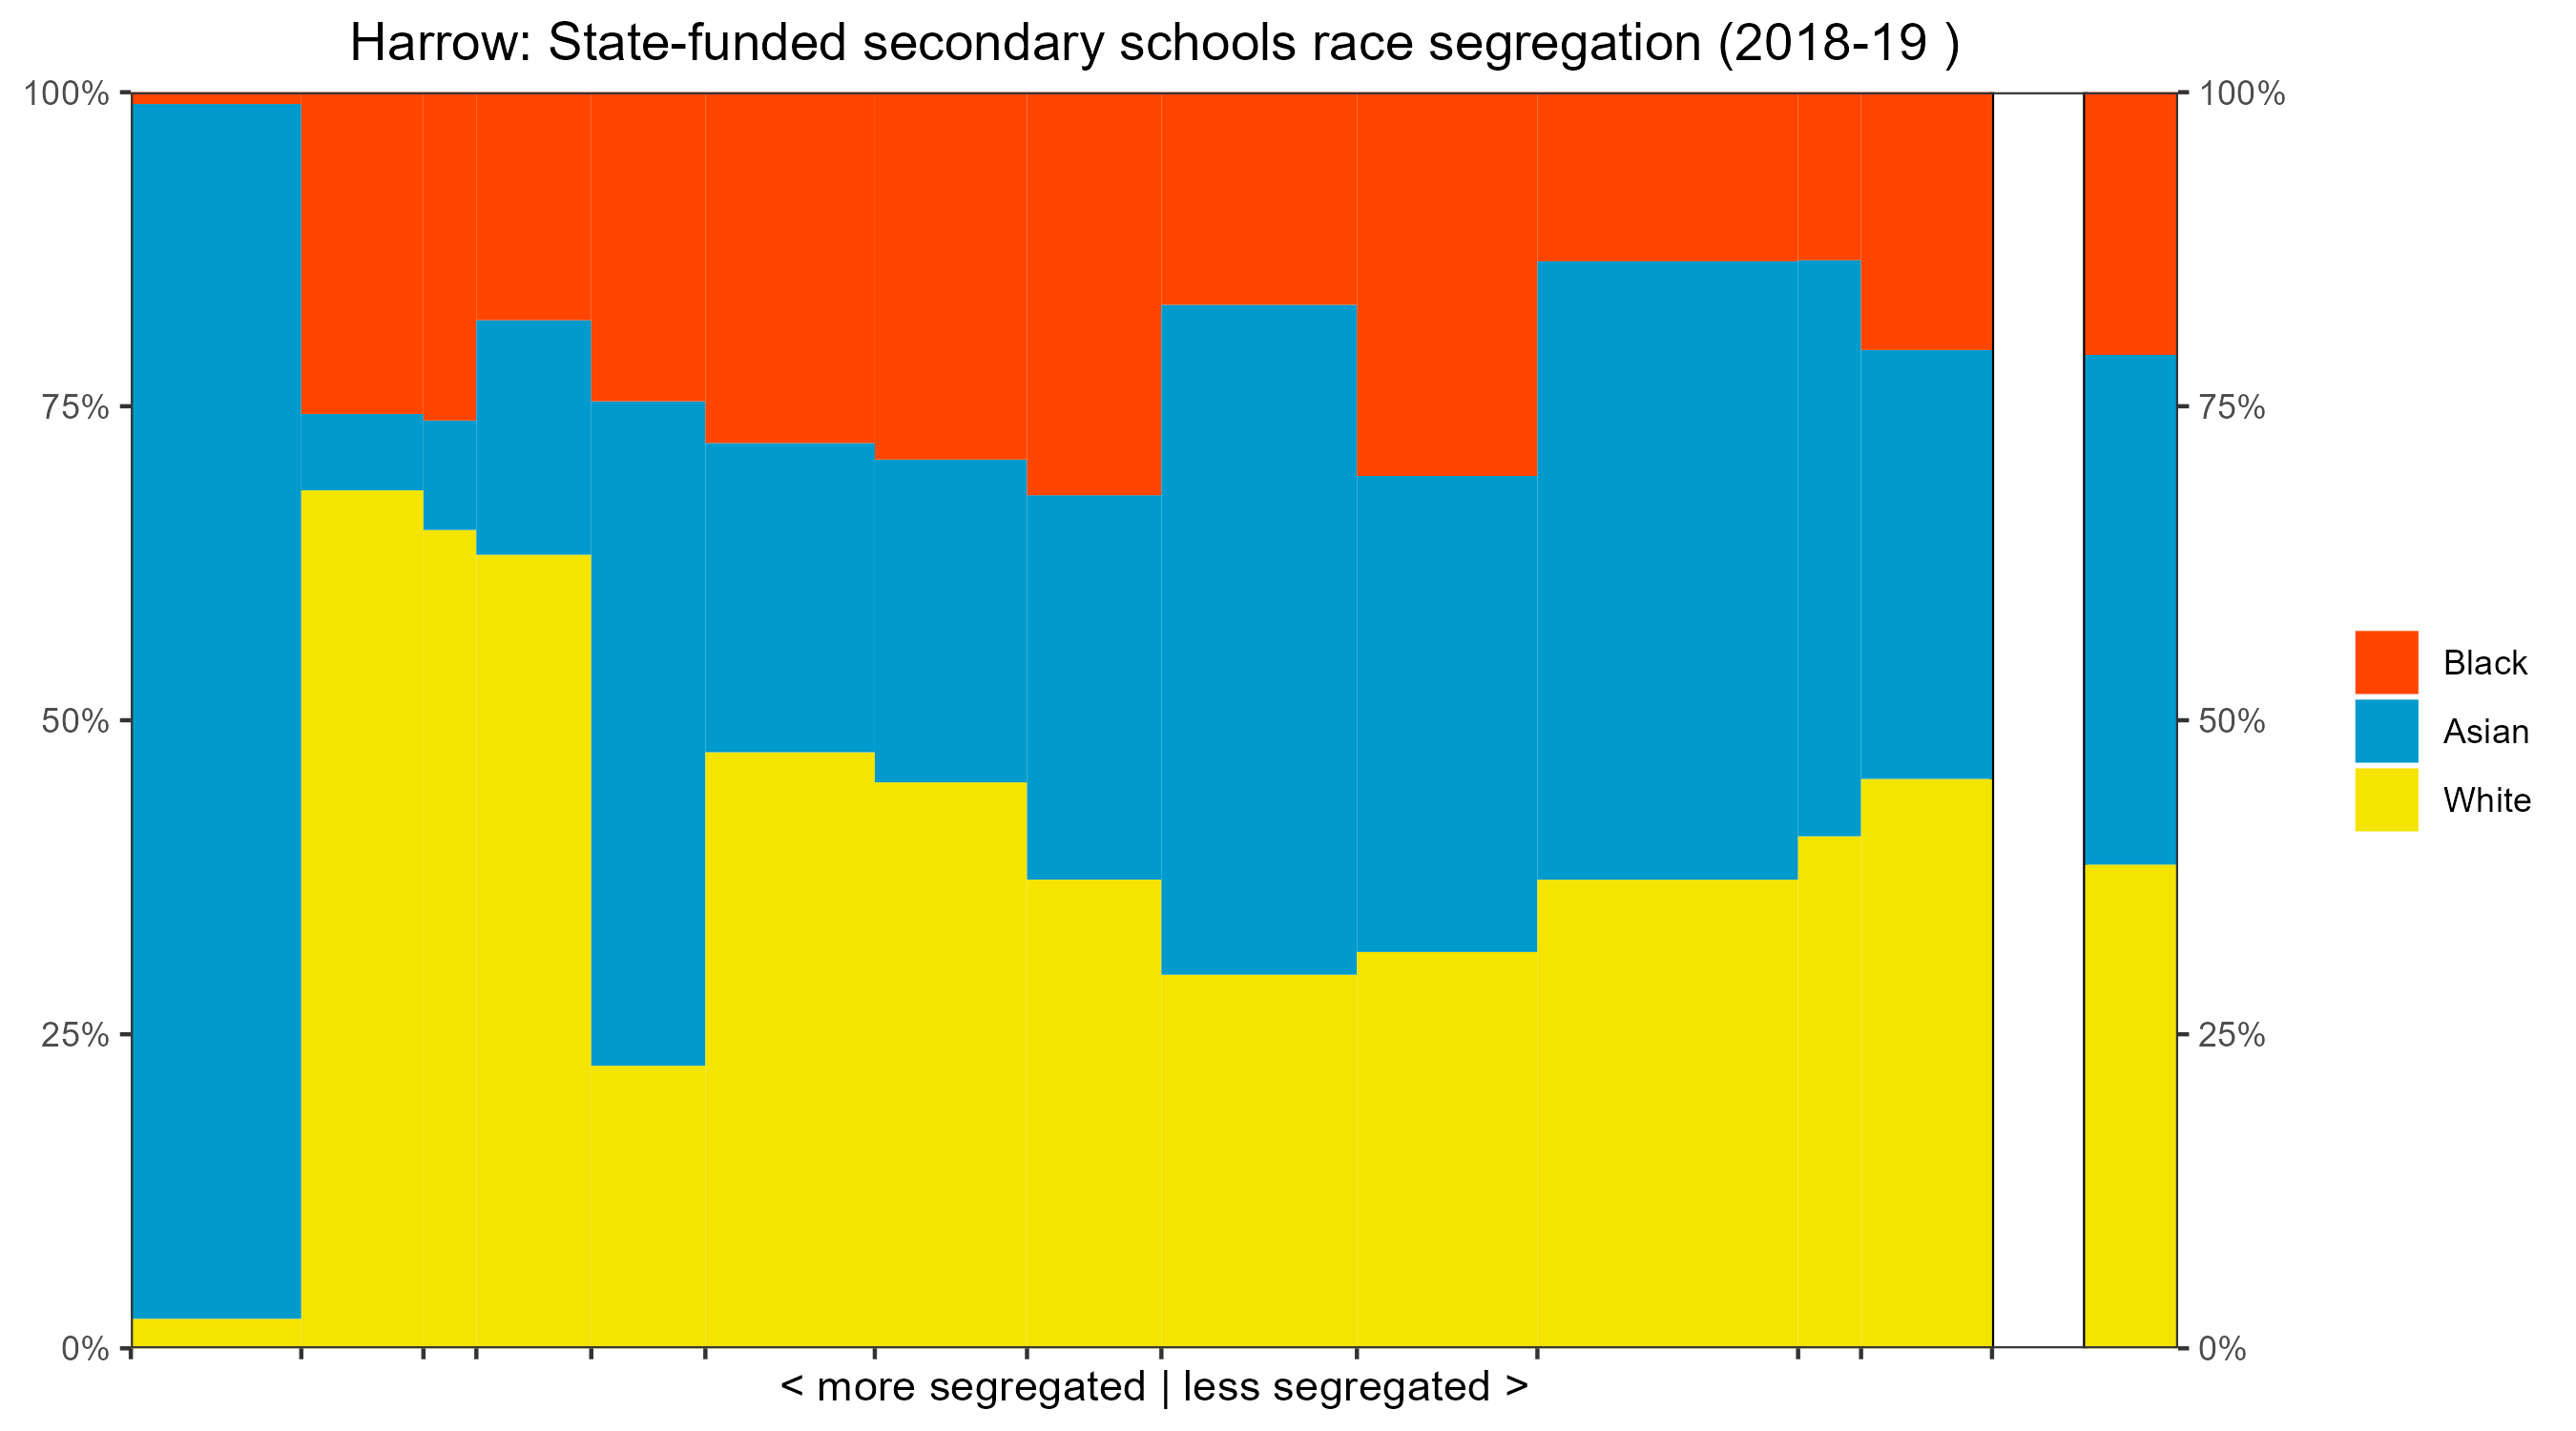 Harrow: State-funded secondary schools race segregation (2018-19 )
100%
75%
50%
25%
0%
100%
75%
50%
25%
0%
Black
Asian
White
< more segregated | less segregated >